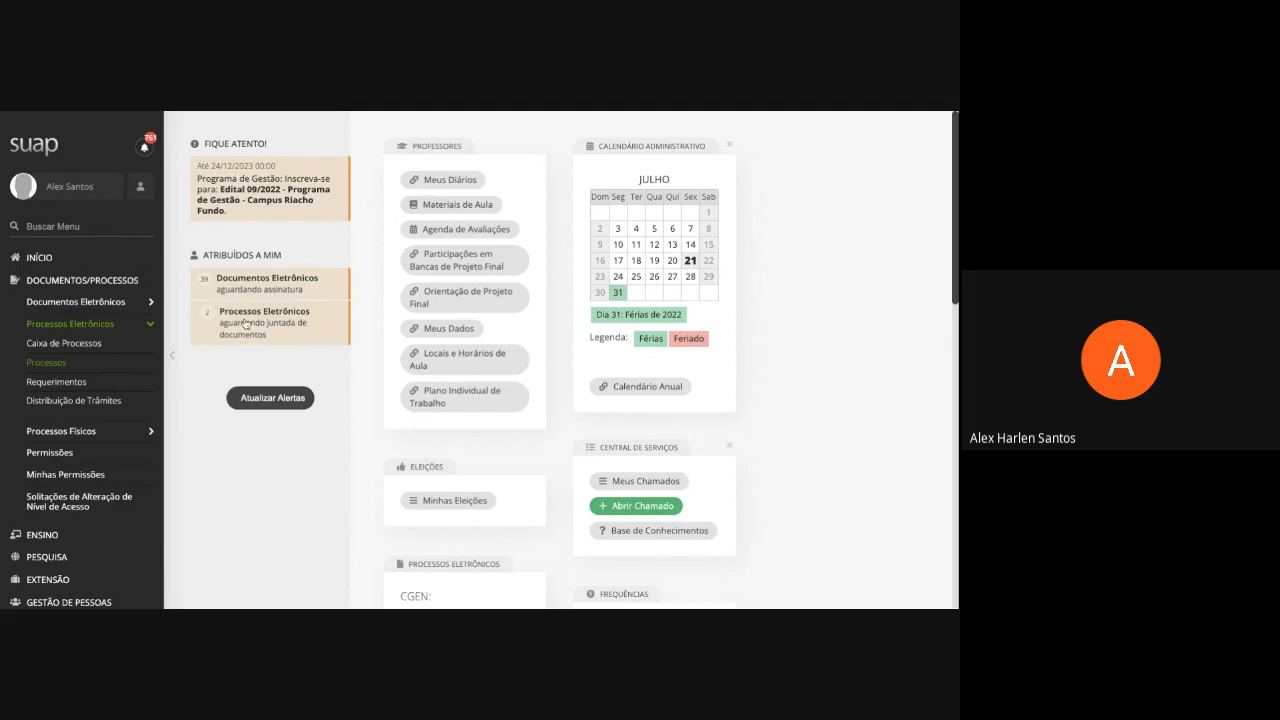 suap
761
Alex Santos
Buscar Menu
INÍCIO
DOCUMENTOS/PROCESSOS
Documentos Eletrônicos
Processos Eletrônicos
Caixa de Processos
Processos
Requerimentos
Distribuição de Trâmites
Processos Físicos
Permissões
Minhas Permissões
Solitações de Alteração de
Nível de Acesso
ENSINO
PESQUISA
EXTENSÃO
GESTÃO DE PESSOAS
FIQUE ATENTO!
Até 24/12/2023 00:00
Programa de Gestão: Inscreva-se
para: Edital 09/2022 - Programa
de Gestão - Campus Riacho
Fundo.
ATRIBUÍDOS A MIM
39 Documentos Eletrônicos
aguardando assinatura
2 Processos Eletrônicos
aguardando juntada de
documentos
Atualizar Alertas
PROFESSORES
Meus Diários
Materiais de Aula
Agenda de Avaliações
Participações em
Bancas de Projeto Final
Orientação de Projeto
Final
Meus Dados
Locais e Horários de
Aula
Plano Individual de
Trabalho
ELEIÇÕES
Minhas Eleições
PROCESSOS ELETRÔNICOS
CGEN:
CALENDÁRIO ADMINISTRATIVO
JULHO
Dom Seg Ter Qua Qui Sex Sab
1
2 3 4 5 6 7 8
9 10 11 12 13 14 15
16 17 18 19 20 21 22
23 24 25 26 27 28 29
30 31
Dia 31: Férias de 2022
Legenda: Férias Feriado
Calendário Anual
CENTRAL DE SERVIÇOS
Meus Chamados
+ Abrir Chamado
? Base de Conhecimentos
FREQUÊNCIAS
A
Alex Harlen Santos